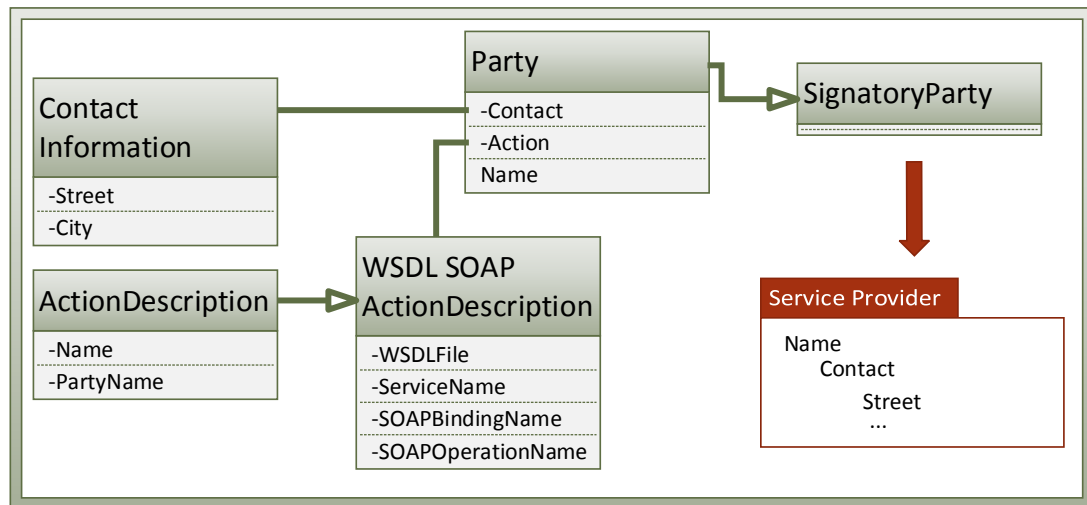 Contact
Information
-Street
-City
Party
-Contact
-Action
Name
SignatoryParty
ActionDescription
-Name
-PartyName
WSDL SOAP
ActionDescription
-WSDLFile
-ServiceName
-SOAPBindingName
-SOAPOperationName
Service Provider
Name
Contact
Street
...